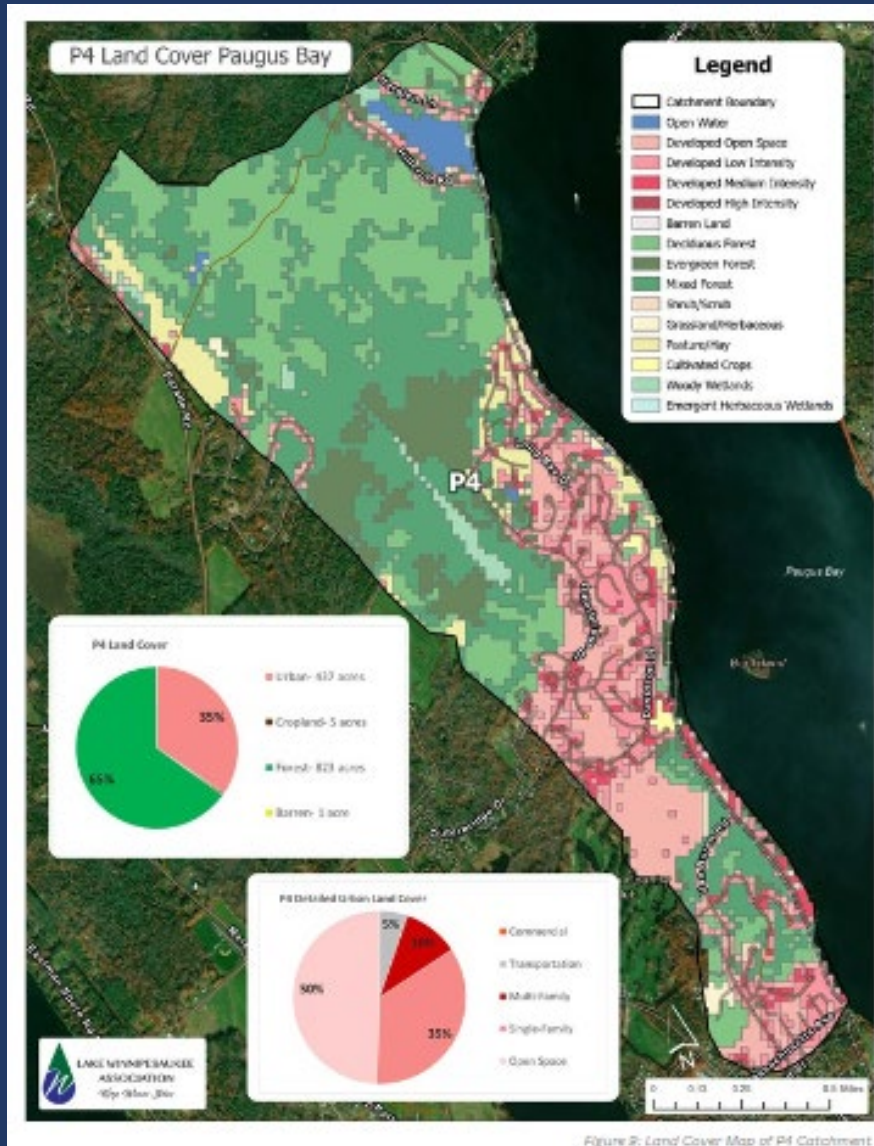 P4 Land Cover Paugus Bay
Legend
Catchment Boundary
Open Water
Developed Open Space
Developed Low Intensity
Developed Medium Intensity
Developed High Intensity
Barren Land
Deciduous Forest
Evergreen Forest
Mixed Forest
Shrub/Scrub
Grassland/Herbaceous
Pasture/Hay
Cultivated Crops
Woody Wetlands
Emergent Herbaceous Wetlands
P4
Paugus Bay
P4 Land Cover
Urban- 437 acres
Cropland- 5 acres
Forest- 823 acres
Barren- 1 acre
35%
65%
P4 Detailed Urban Land Cover
Commercial
Transportation
Multi-Family
Single-Family
Open Space
5%
10%
35%
50%
LAKE WINNIPESAUKEE
ASSOCIATION
N
0.5 Miles
Figure 9: Land Cover Map of P4 Catchment